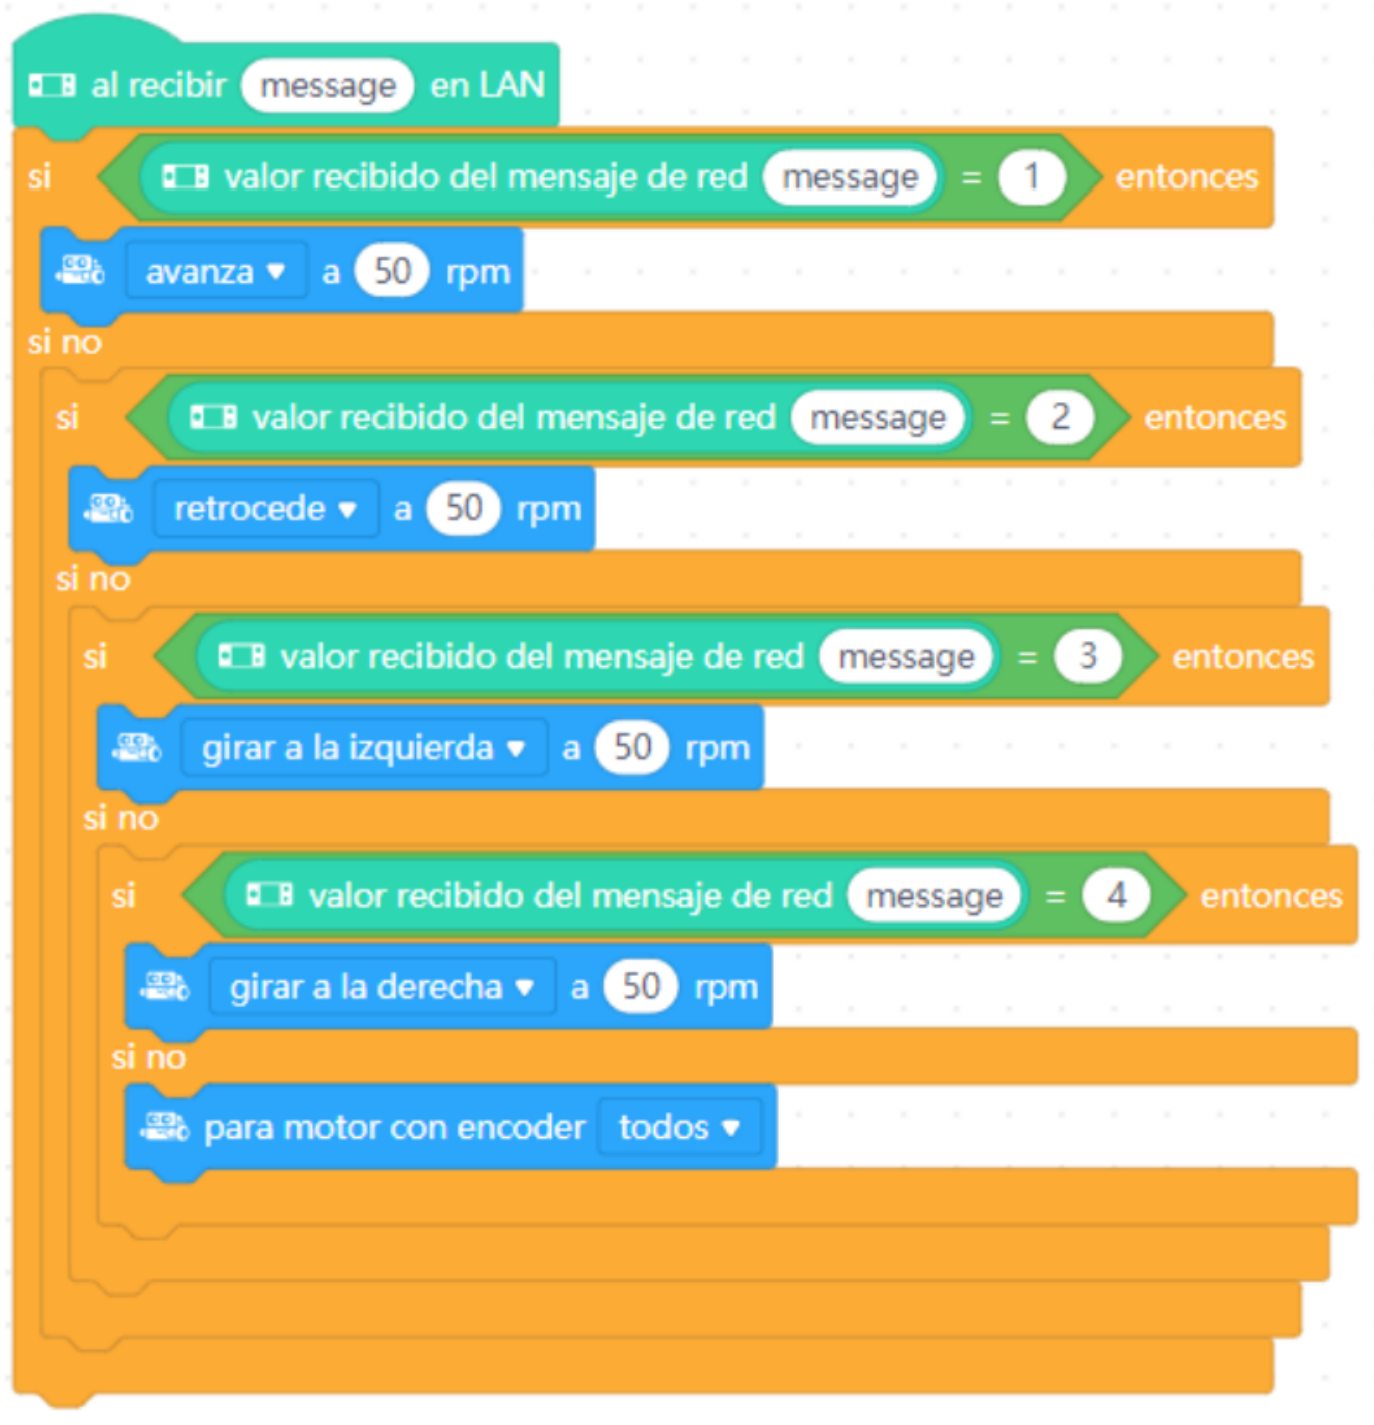 al recibir message en LAN
si valor recibido del mensaje de red message = 1 entonces
avanza a 50 rpm
si no
si valor recibido del mensaje de red message = 2 entonces
retrocede a 50 rpm
si no
si valor recibido del mensaje de red message = 3 entonces
girar a la izquierda a 50 rpm
si no
si valor recibido del mensaje de red message = 4 entonces
girar a la derecha a 50 rpm
si no
para motor con encoder todos